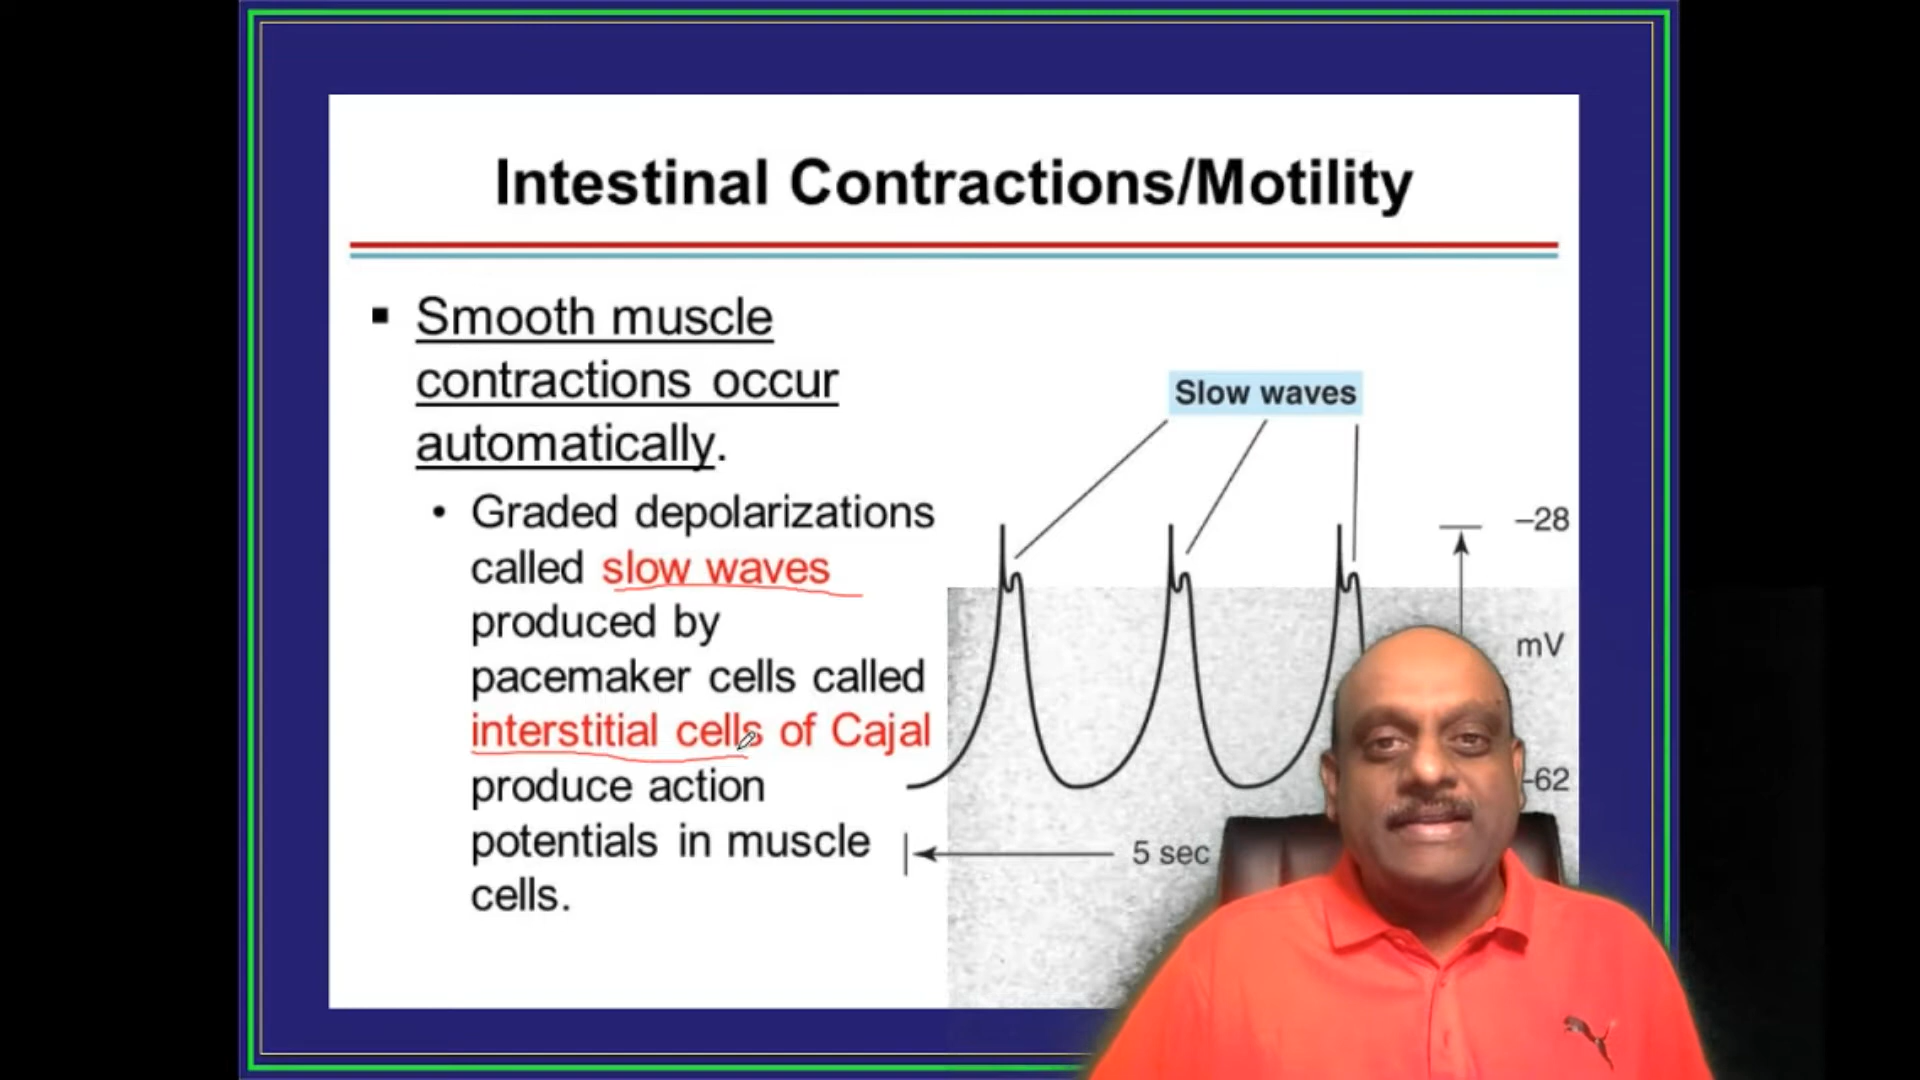 Intestinal Contractions/Motility
▪ Smooth muscle
contractions occur
automatically.
• Graded depolarizations
called slow waves
produced by
pacemaker cells called
interstitial cells of Cajal
produce action
potentials in muscle
cells.
Slow waves
–28
mV
–62
5 sec